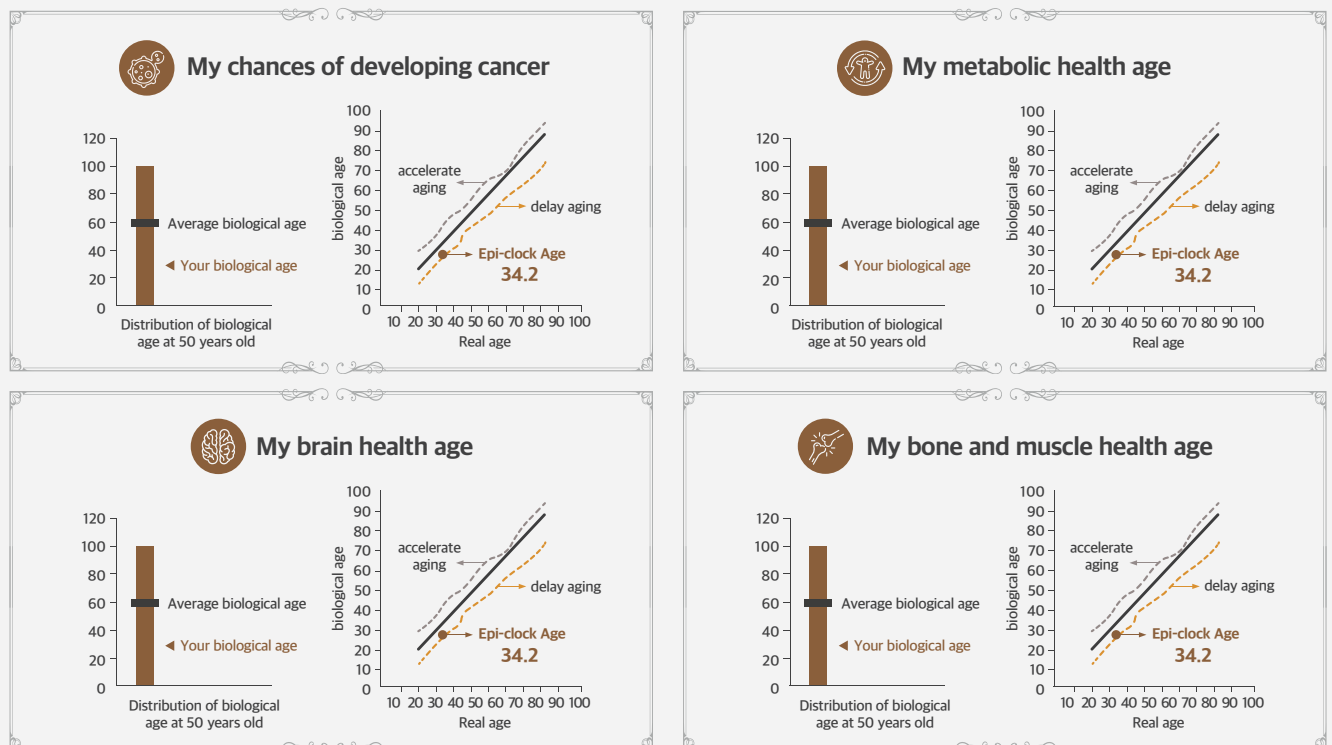 My chances of developing cancer
120
100
80
60
40
20
0
Average biological age
Your biological age
Distribution of biological
age at 50 years old
biological age
100
90
80
70
60
50
40
30
20
10
0
accelerate
aging
delay aging
Epi-clock Age
34.2
10 20 30 40 50 60 70 80 90 100
Real age
My metabolic health age
120
100
80
60
40
20
0
Average biological age
Your biological age
Distribution of biological
age at 50 years old
biological age
100
90
80
70
60
50
40
30
20
10
0
accelerate
aging
delay aging
Epi-clock Age
34.2
10 20 30 40 50 60 70 80 90 100
Real age
My brain health age
120
100
80
60
40
20
0
Average biological age
Your biological age
Distribution of biological
age at 50 years old
biological age
100
90
80
70
60
50
40
30
20
10
0
accelerate
aging
delay aging
Epi-clock Age
34.2
10 20 30 40 50 60 70 80 90 100
Real age
My bone and muscle health age
120
100
80
60
40
20
0
Average biological age
Your biological age
Distribution of biological
age at 50 years old
biological age
100
90
80
70
60
50
40
30
20
10
0
accelerate
aging
delay aging
Epi-clock Age
34.2
10 20 30 40 50 60 70 80 90 100
Real age